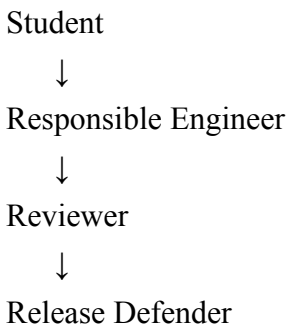 Student
↓
Responsible Engineer
↓
Reviewer
↓
Release Defender